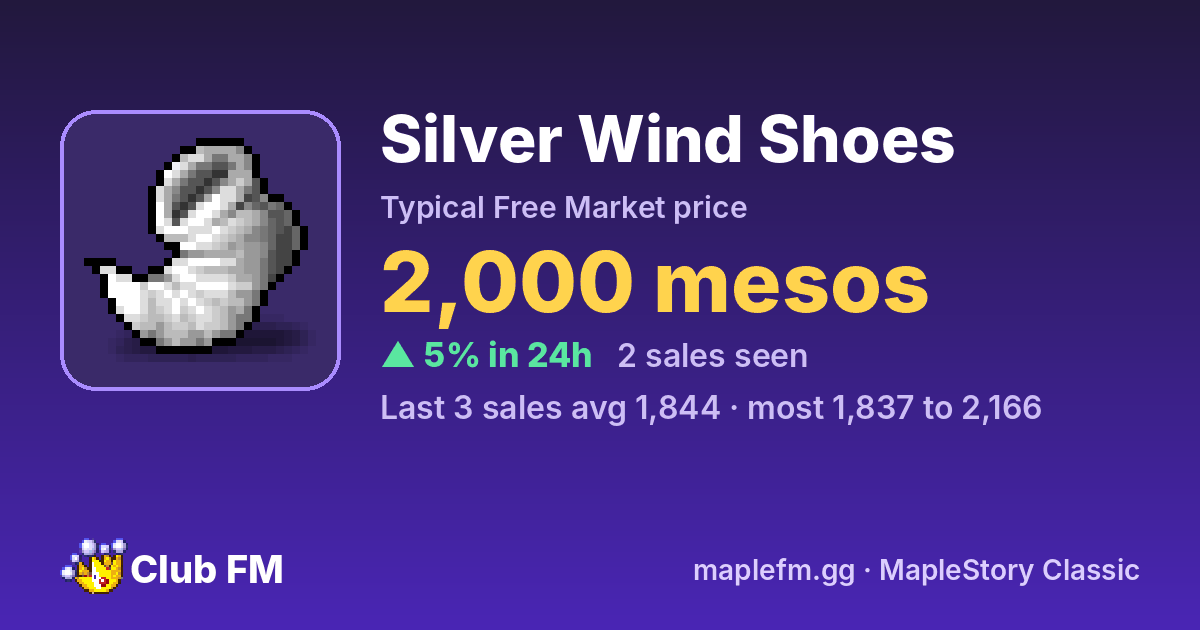 Silver Wind Shoes
Typical Free Market price
2,000 mesos
▲ 5% in 24h 2 sales seen
Last 3 sales avg 1,844 · most 1,837 to 2,166
Club FM
maplefm.gg · MapleStory Classic